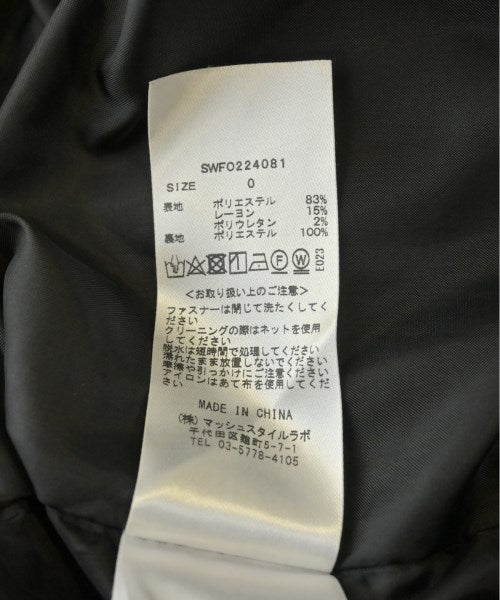 SWFO224081
SIZE 0
表地 ポリエステル 83%
レーヨン 15%
ポリウレタン 2%
裏地 ポリエステル 100%
F W E023
<お取り扱い上のご注意>
ファスナーは閉じて洗たくしてく
ださい
クリーニングの際はネットを使用
してください
脱水は短時間で処理してください
濡れたまま放置しないでください
摩擦や引っかけにご注意ください
アイロンはあて布を使用してくだ
さい
MADE IN CHINA
(株) マッシュスタイルラボ
千代田区麹町5-7-1
TEL 03-5778-4105